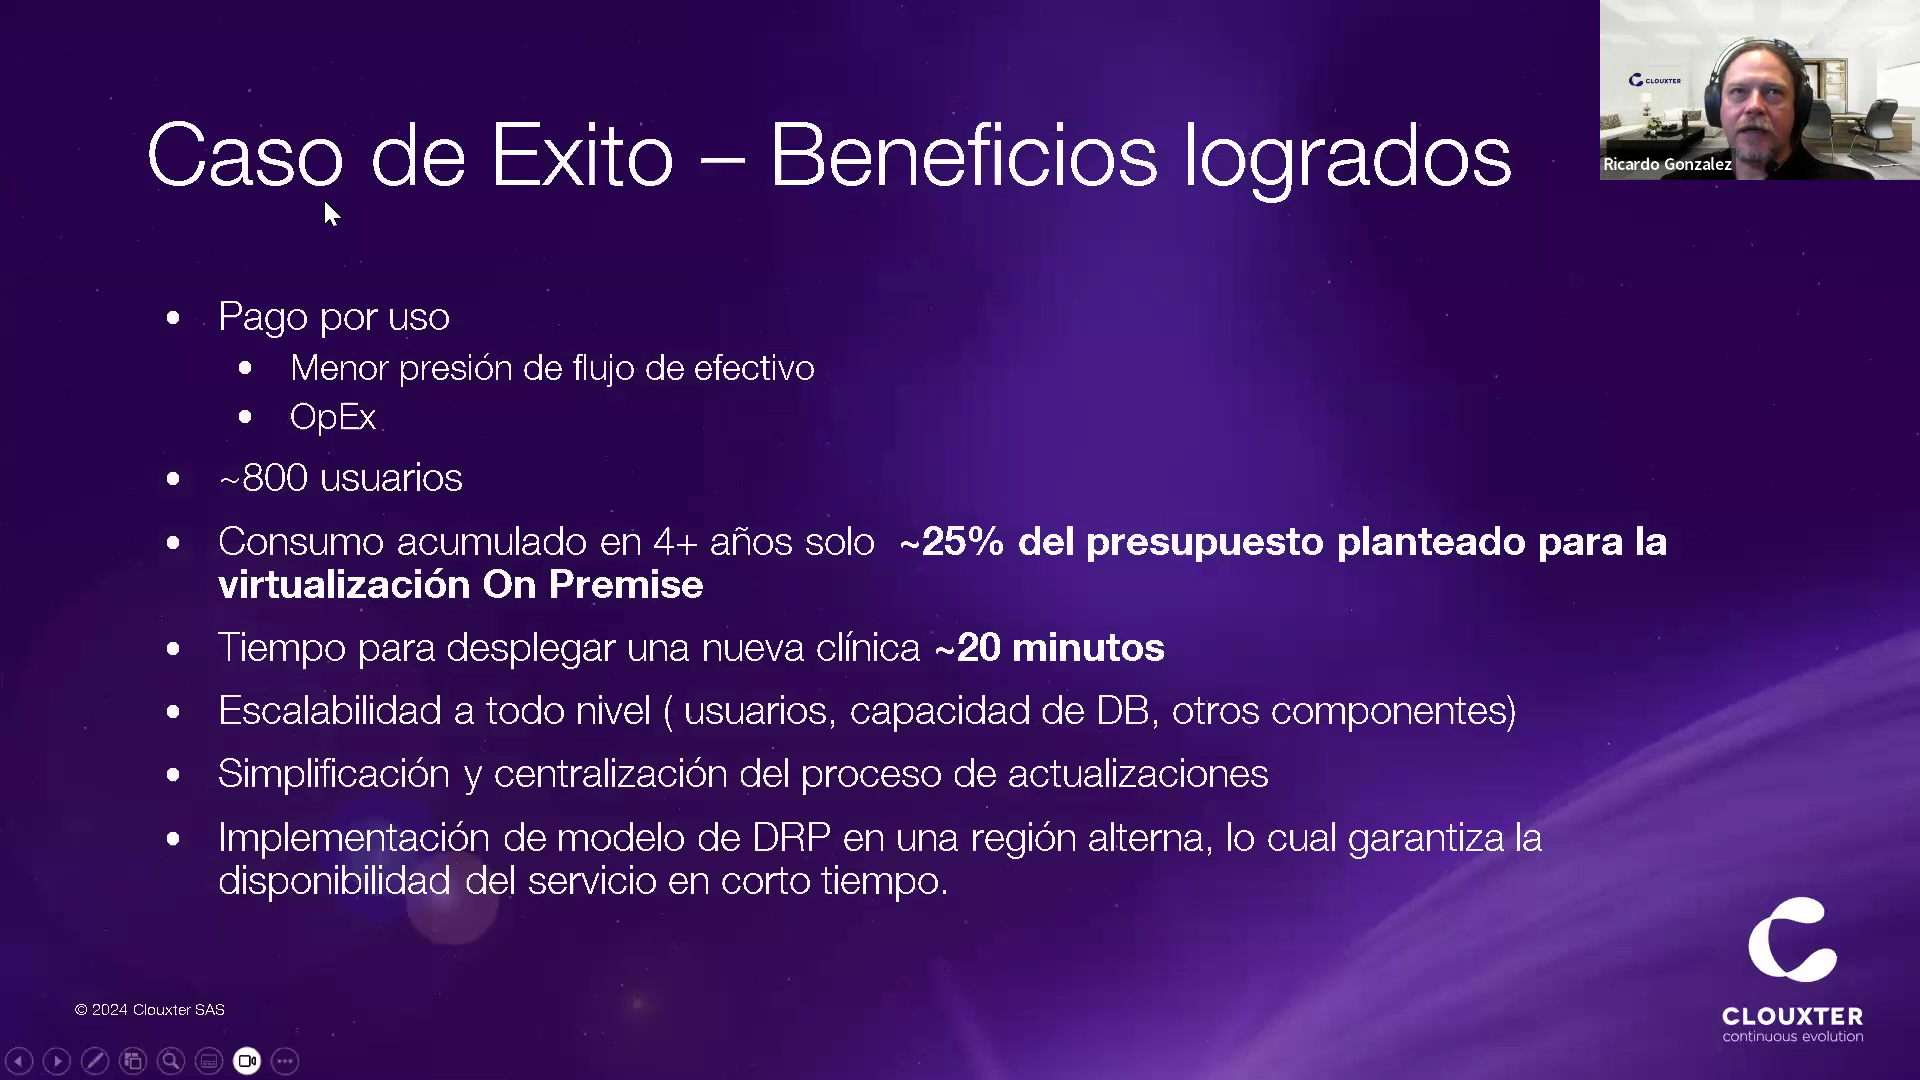 Caso de Exito – Beneficios logrados
CLOUXTER
Ricardo Gonzalez
• Pago por uso
• Menor presión de flujo de efectivo
• OpEx
• ~800 usuarios
• Consumo acumulado en 4+ años solo ~25% del presupuesto planteado para la
virtualización On Premise
• Tiempo para desplegar una nueva clínica ~20 minutos
• Escalabilidad a todo nivel ( usuarios, capacidad de DB, otros componentes)
• Simplificación y centralización del proceso de actualizaciones
• Implementación de modelo de DRP en una región alterna, lo cual garantiza la
disponibilidad del servicio en corto tiempo.
© 2024 Clouxter SAS
CLOUXTER
continuous evolution